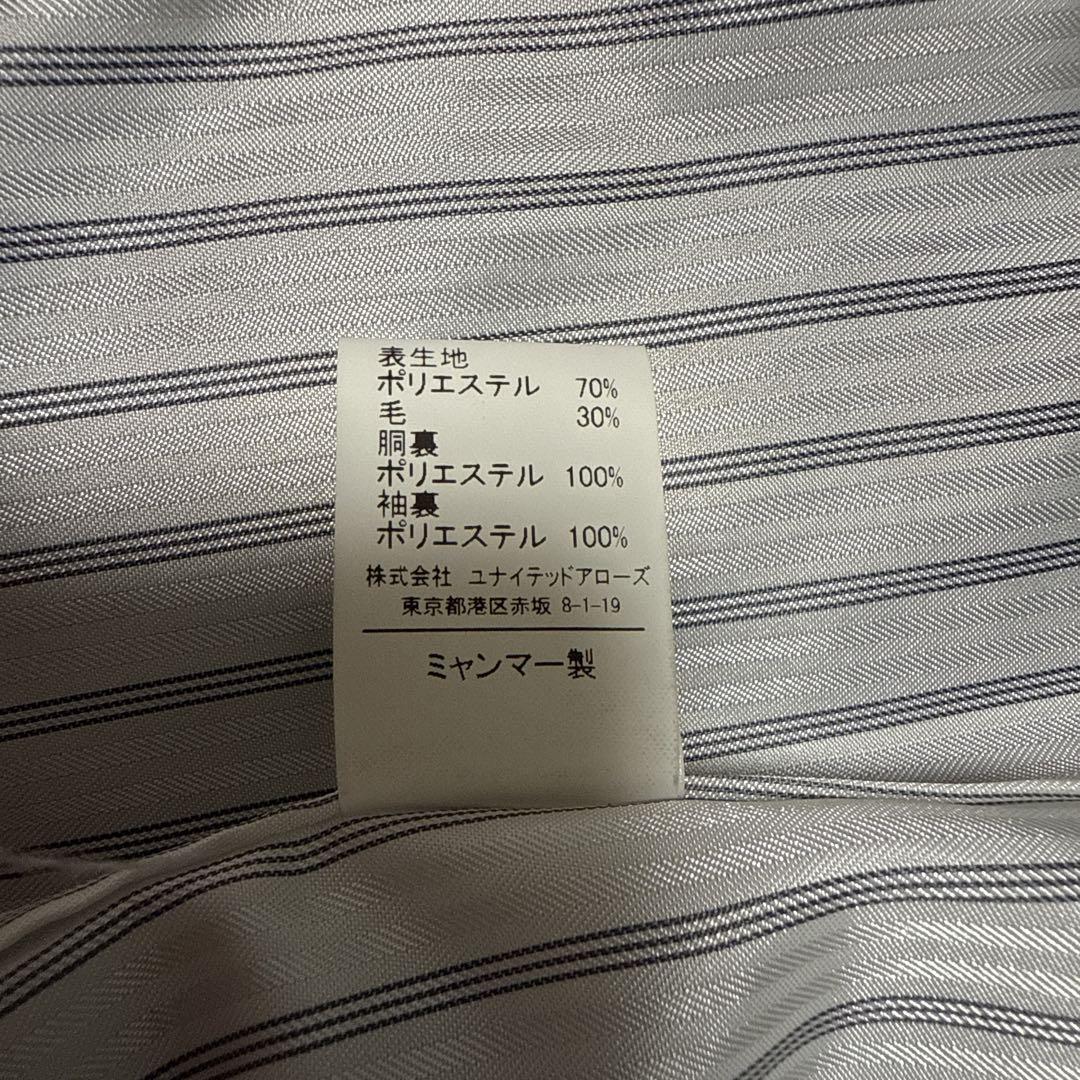 表生地
ポリエステル 70%
毛 30%
胴裏
ポリエステル 100%
袖裏
ポリエステル 100%
株式会社 ユナイテッドアローズ
東京都港区赤坂 8-1-19
ミャンマー製